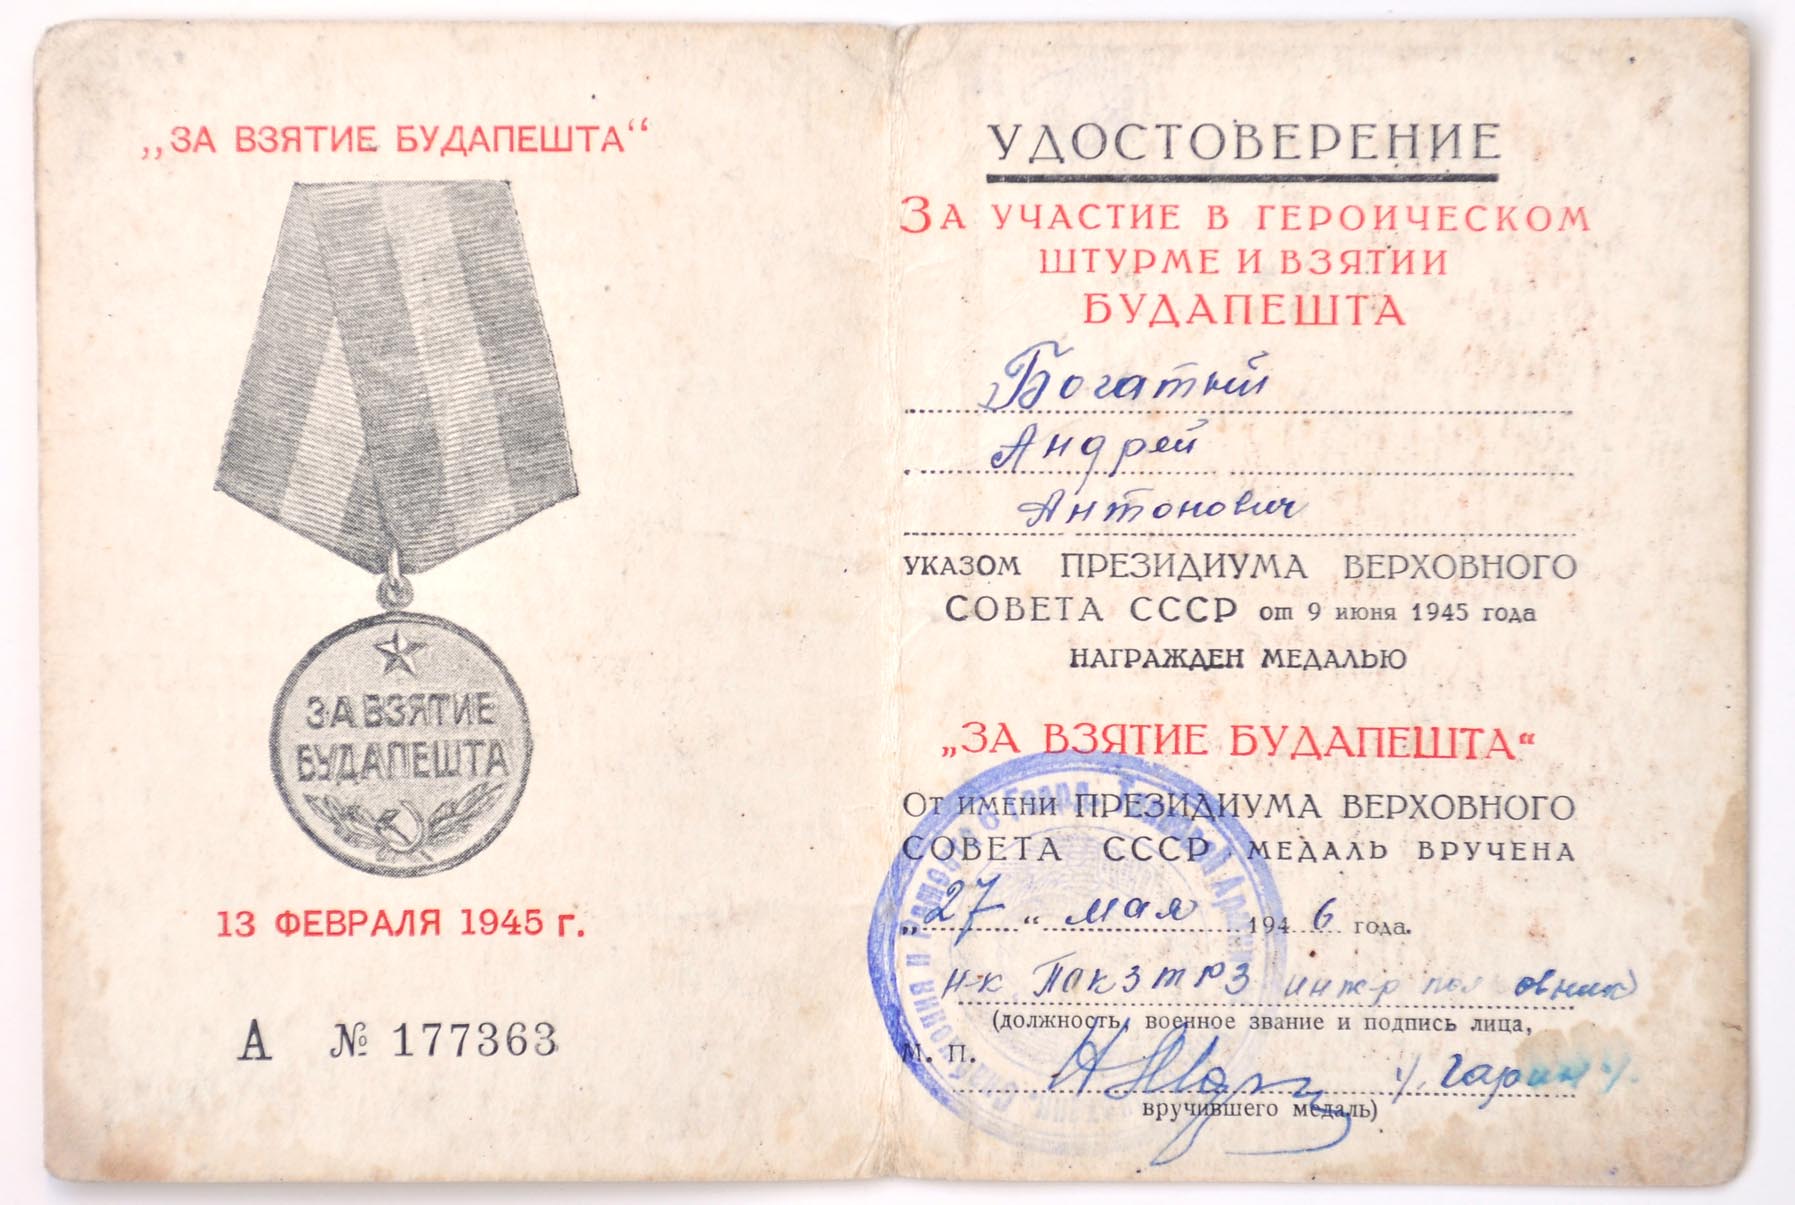 „ЗА ВЗЯТИЕ БУДАПЕШТА“
ЗА ВЗЯТИЕ
БУДАПЕШТА
13 ФЕВРАЛЯ 1945 г.
А № 177363
УДОСТОВЕРЕНИЕ
ЗА УЧАСТИЕ В ГЕРОИЧЕСКОМ
ШТУРМЕ И ВЗЯТИИ
БУДАПЕШТА
Богатый
Андрей
Антонович
УКАЗОМ ПРЕЗИДИУМА ВЕРХОВНОГО
СОВЕТА СССР от 9 июня 1945 года
НАГРАЖДЕН МЕДАЛЬЮ
„ЗА ВЗЯТИЕ БУДАПЕШТА“
ОТ ИМЕНИ ПРЕЗИДИУМА ВЕРХОВНОГО
СОВЕТА СССР МЕДАЛЬ ВРУЧЕНА
„27“ мая 1946 года.
н-к инж-р полковник
(должность, военное звание и подпись лица,
М. П.
вручившего медаль)